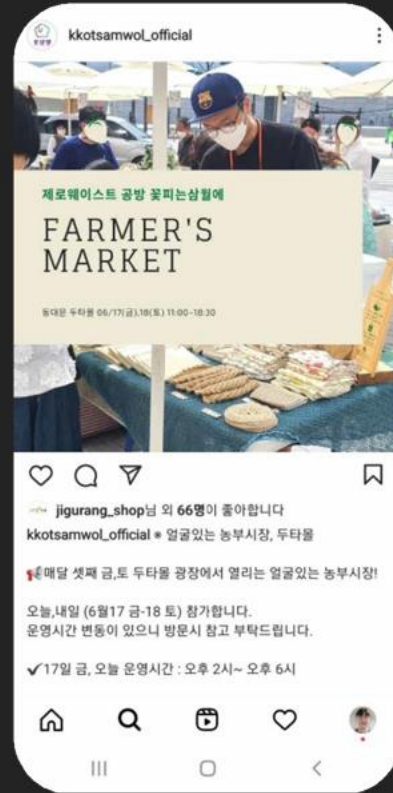 kkotsamwol_official
제로웨이스트 공방 꽃피는삼월에
FARMER'S
MARKET
동대문 두타몰 06/17(금).18(토) 11:00-18:30
jigurang_shop님 외 66명이 좋아합니다
kkotsamwol_official ※ 얼굴있는 농부시장, 두타몰
📢매달 셋째 금,토 두타몰 광장에서 열리는 얼굴있는 농부시장!
오늘,내일 (6월17 금-18 토) 참가합니다.
운영시간 변동이 있으니 방문시 참고 부탁드립니다.
✔17일 금, 오늘 운영시간 : 오후 2시~ 오후 6시